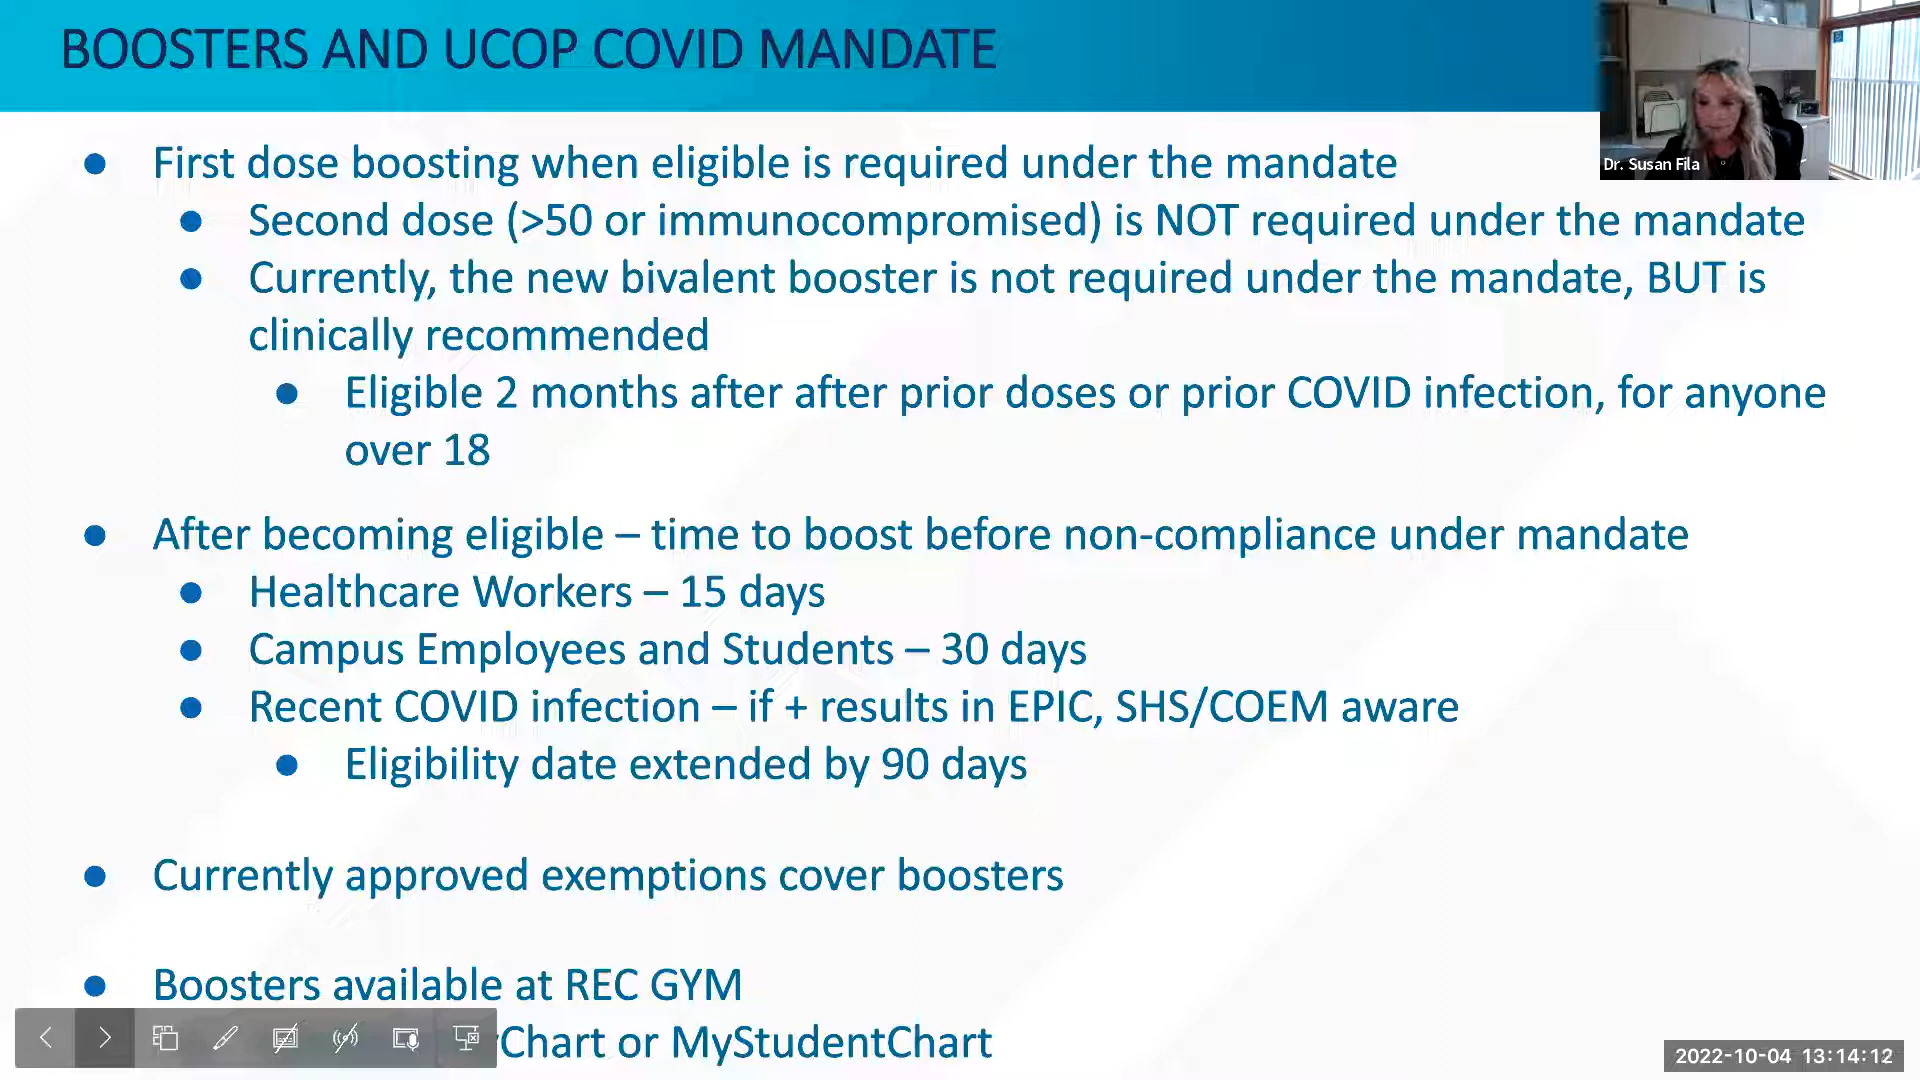 BOOSTERS AND UCOP COVID MANDATE
Dr. Susan Fila
First dose boosting when eligible is required under the mandate
Second dose (>50 or immunocompromised) is NOT required under the mandate
Currently, the new bivalent booster is not required under the mandate, BUT is
clinically recommended
Eligible 2 months after after prior doses or prior COVID infection, for anyone
over 18
After becoming eligible – time to boost before non-compliance under mandate
Healthcare Workers – 15 days
Campus Employees and Students – 30 days
Recent COVID infection – if + results in EPIC, SHS/COEM aware
Eligibility date extended by 90 days
Currently approved exemptions cover boosters
Boosters available at REC GYM
Chart or MyStudentChart
2022-10-04 13:14:12